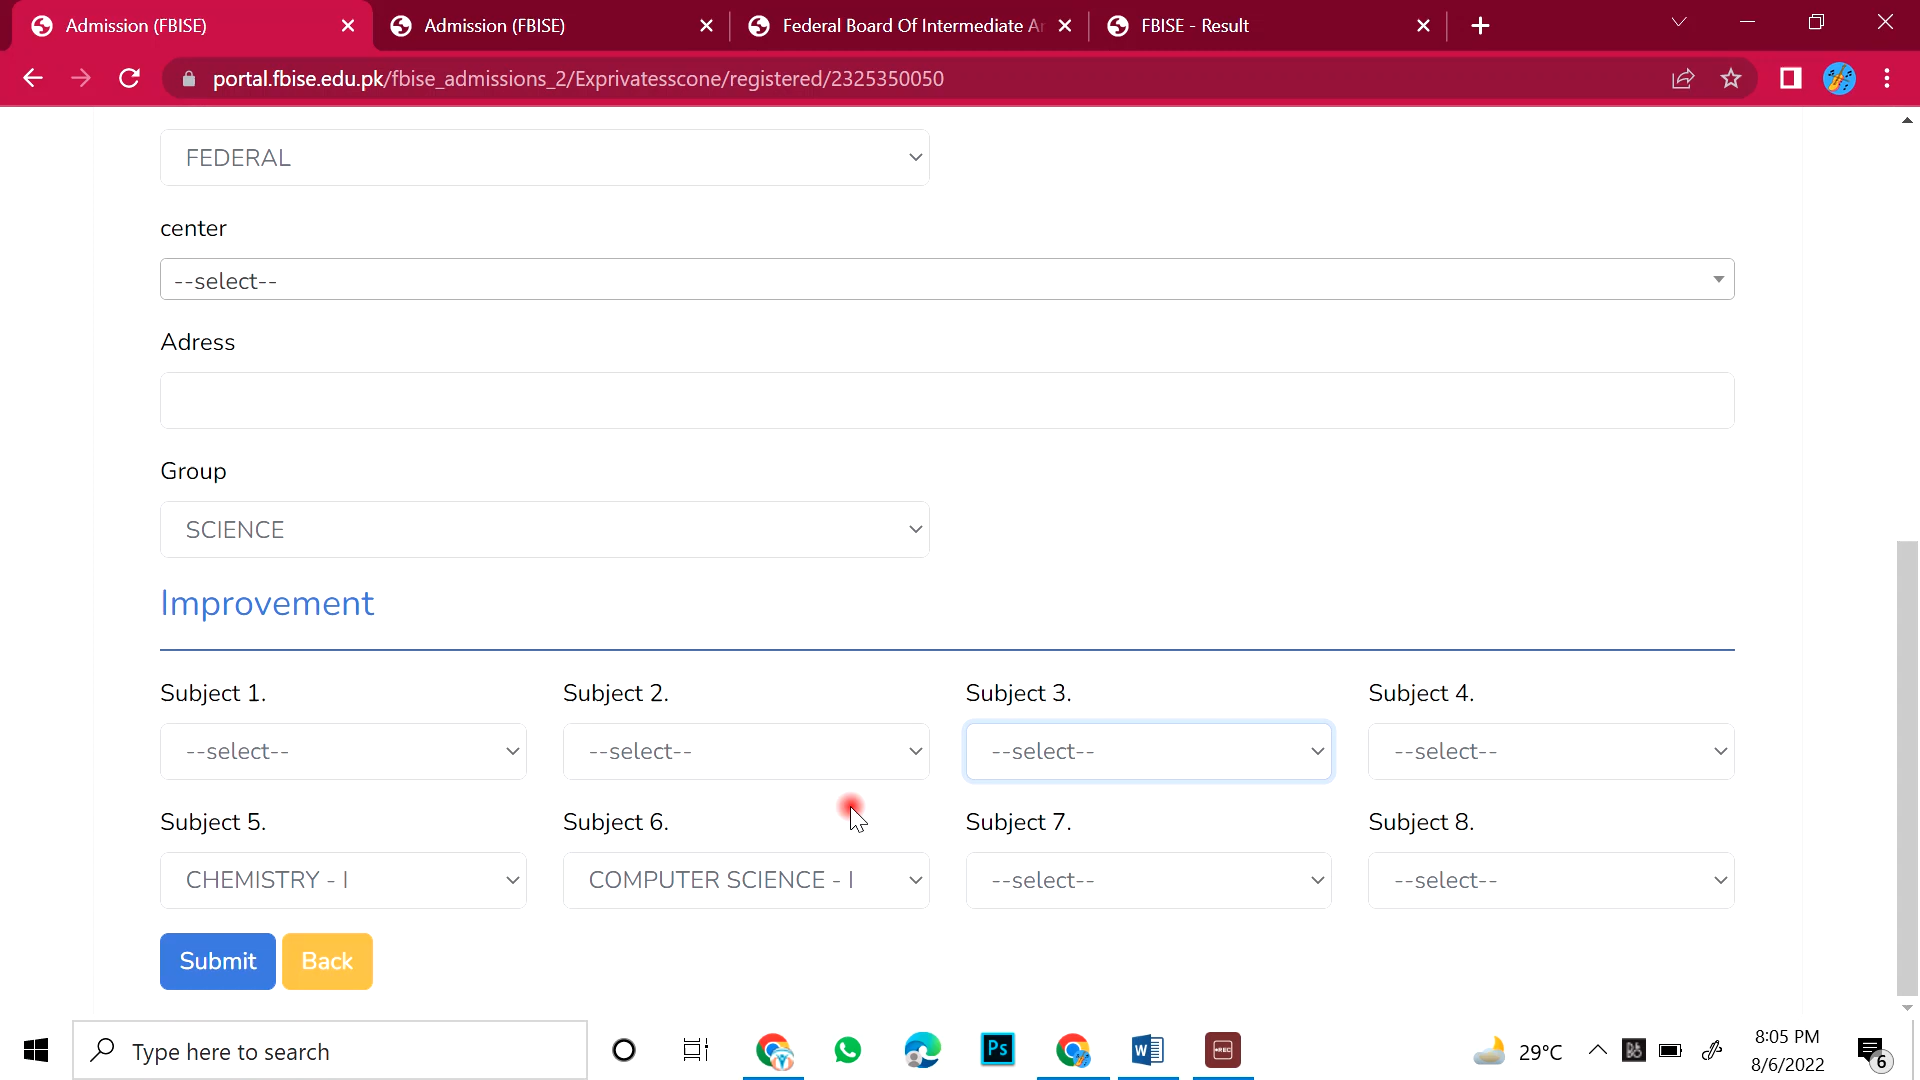 Admission (FBISE)
Admission (FBISE)
Federal Board Of Intermediate Ar
FBISE - Result
portal.fbise.edu.pk/fbise_admissions_2/Exprivatesscone/registered/2325350050
FEDERAL
center
--select--
Adress
Group
SCIENCE
Improvement
Subject 1. Subject 2. Subject 3. Subject 4.
--select-- --select-- --select-- --select--
Subject 5. Subject 6. Subject 7. Subject 8.
CHEMISTRY - I COMPUTER SCIENCE - I --select-- --select--
Submit Back
Type here to search
Ps
W
REC
29°C
8:05 PM
8/6/2022
6